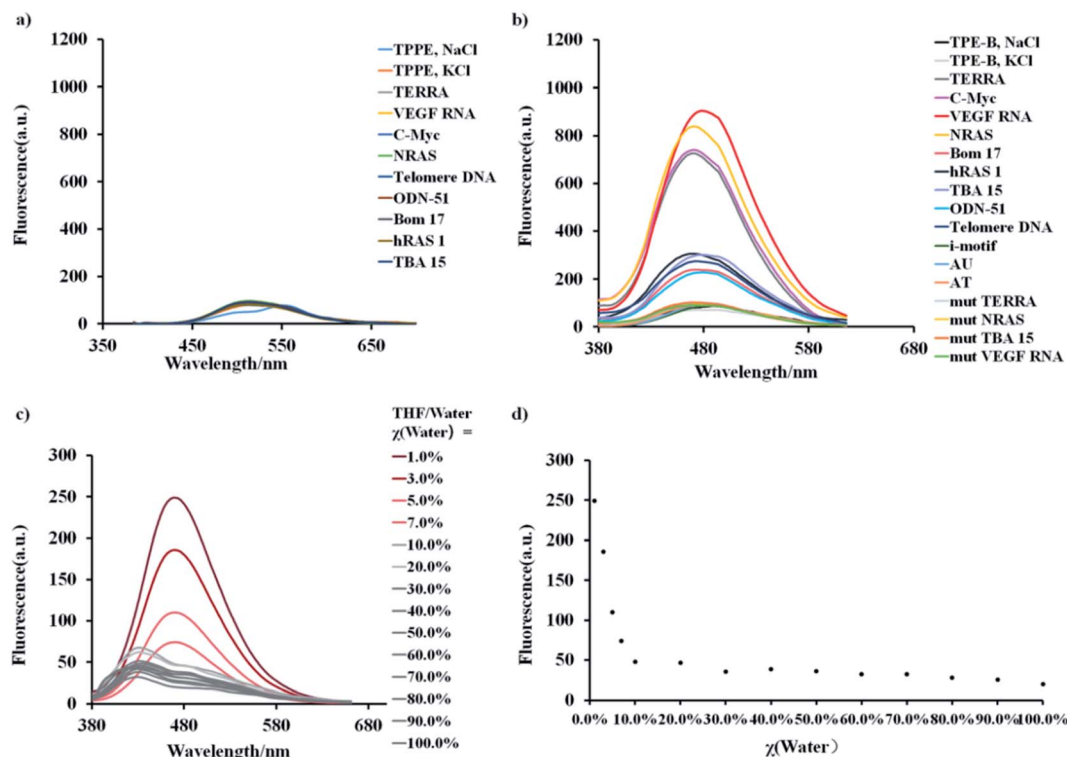 a)
1200
1000
800
600
400
200
0
Fluorescence(a.u.)
350
450
550
650
Wavelength/nm
TPPE, NaCl
TPPE, KCl
TERRA
VEGF RNA
C-Myc
NRAS
Telomere DNA
ODN-51
Bom 17
hRAS 1
TBA 15
b)
1200
1000
800
600
400
200
0
Fluorescence(a.u.)
380
480
580
680
Wavelength/nm
TPE-B, NaCl
TPE-B, KCl
TERRA
C-Myc
VEGF RNA
NRAS
Bom 17
hRAS 1
TBA 15
ODN-51
Telomere DNA
i-motif
AU
AT
mut TERRA
mut NRAS
mut TBA 15
mut VEGF RNA
c)
300
250
200
150
100
50
0
Fluorescence(a.u.)
380
480
580
680
Wavelength/nm
THF/Water
χ(Water) =
1.0%
3.0%
5.0%
7.0%
10.0%
20.0%
30.0%
40.0%
50.0%
60.0%
70.0%
80.0%
90.0%
100.0%
d)
300
250
200
150
100
50
0
Fluorescence(a.u.)
0.0% 10.0% 20.0% 30.0% 40.0% 50.0% 60.0% 70.0% 80.0% 90.0% 100.0%
χ(Water)